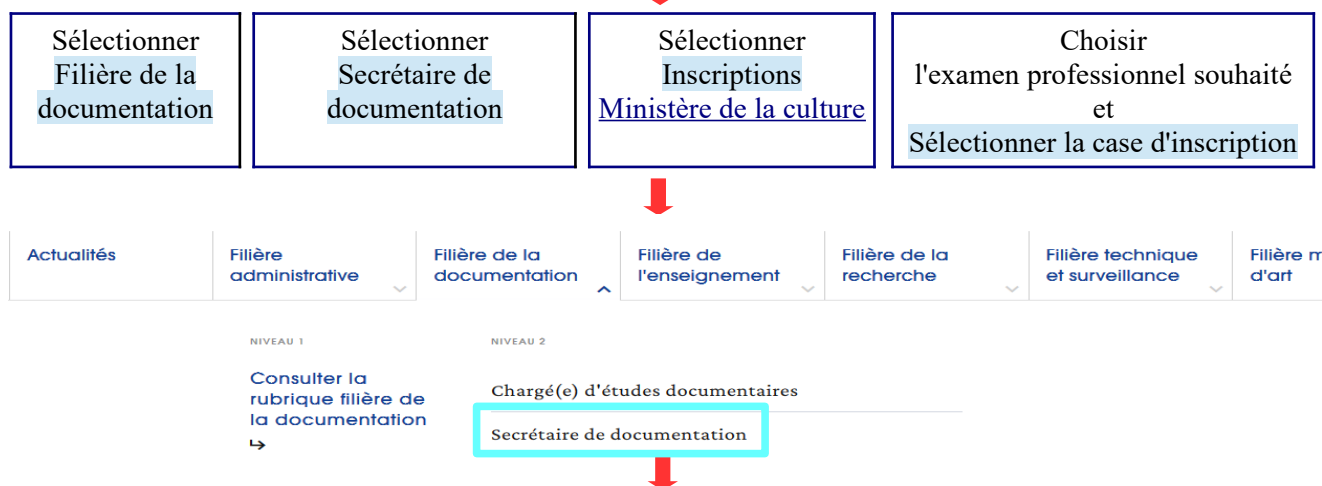 Sélectionner
Filière de la
documentation
Sélectionner
Secrétaire de
documentation
Sélectionner
Inscriptions
Ministère de la culture
Choisir
l'examen professionnel souhaité
et
Sélectionner la case d'inscription
Actualités
Filière
administrative
Filière de la
documentation
Filière de
l'enseignement
Filière de la
recherche
Filière technique
et surveillance
Filière m
d'art
NIVEAU 1
Consulter la
rubrique filière de
la documentation
NIVEAU 2
Chargé(e) d'études documentaires
Secrétaire de documentation